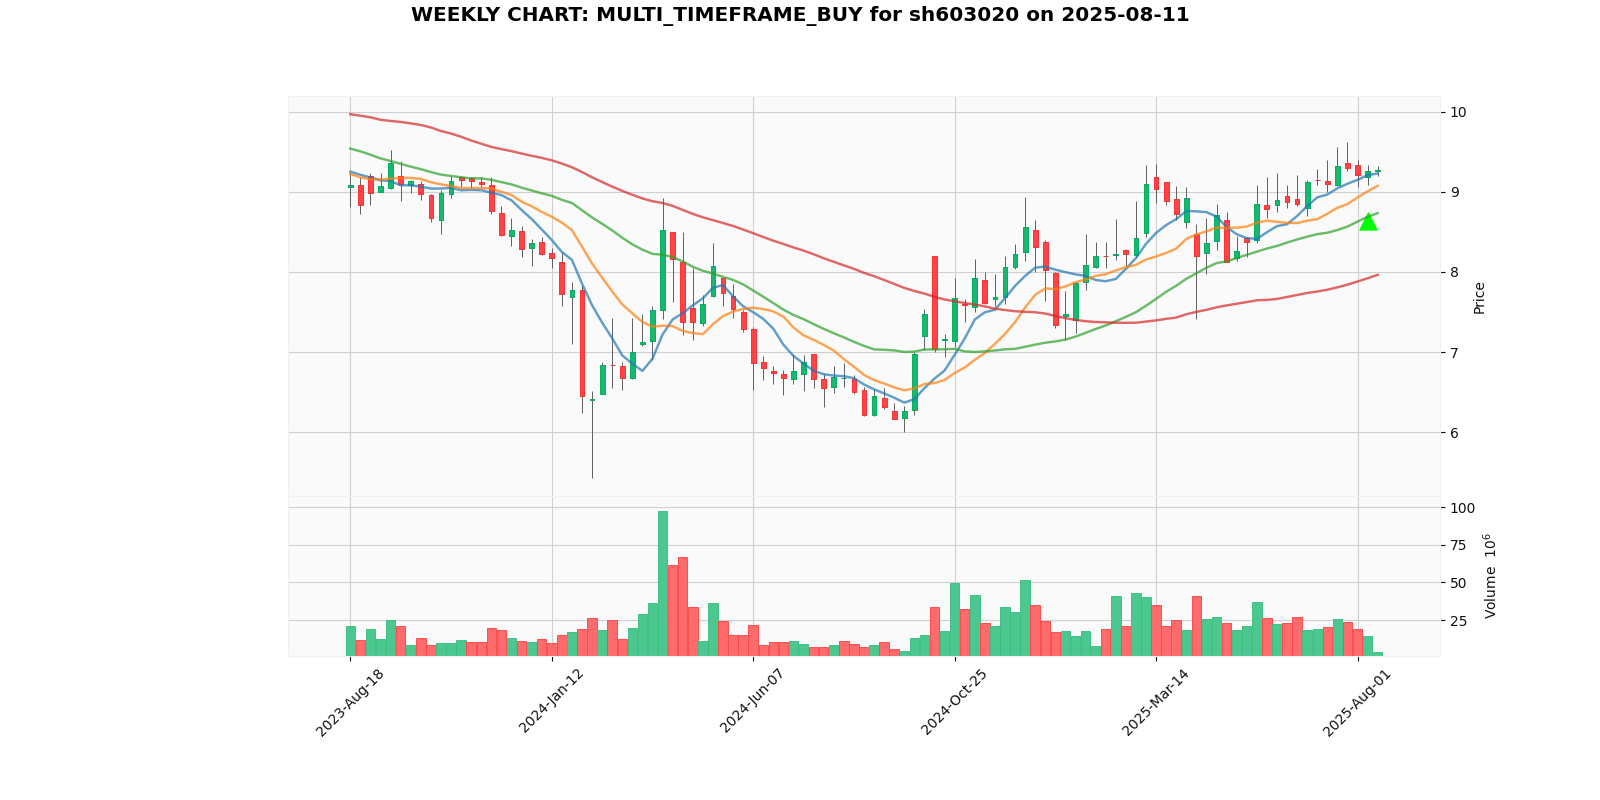 WEEKLY CHART: MULTI_TIMEFRAME_BUY for sh603020 on 2025-08-11
10
9
8
7
6
Price
100
75
50
25
Volume 10^6
2023-Aug-18
2024-Jan-12
2024-Jun-07
2024-Oct-25
2025-Mar-14
2025-Aug-01